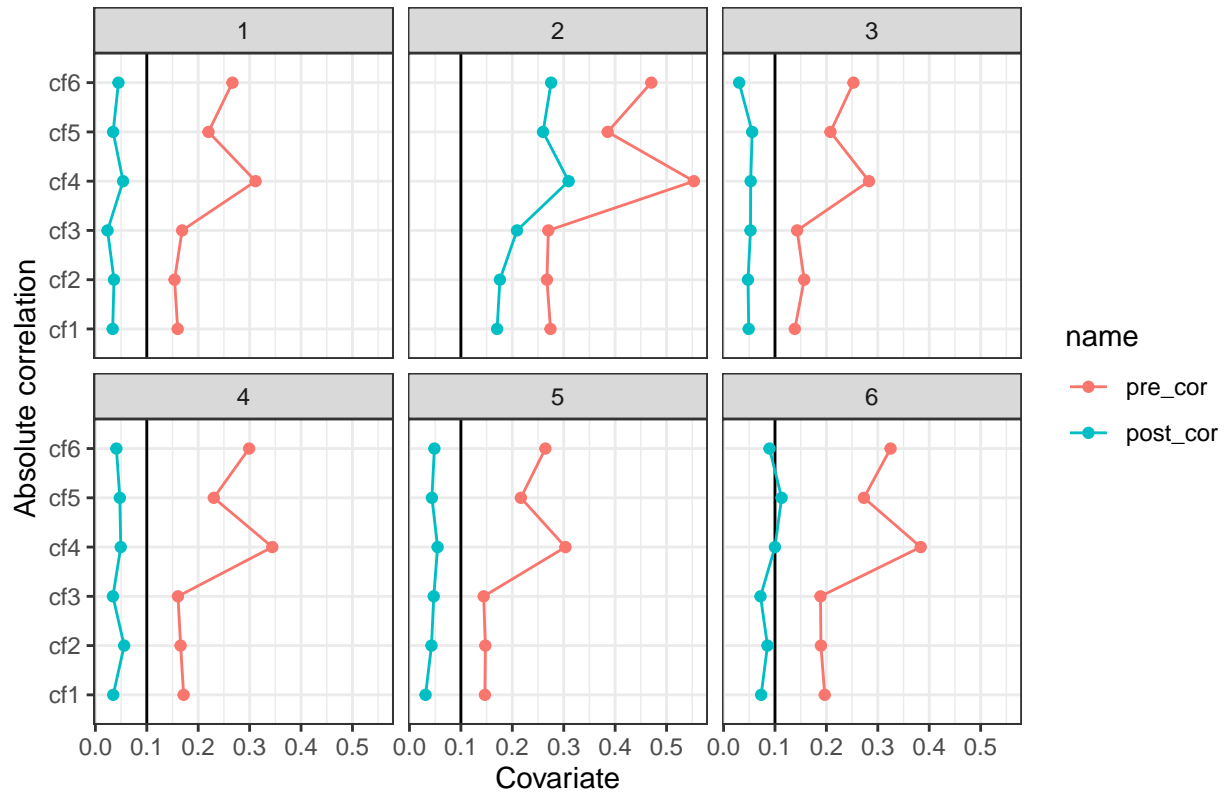 1 2 3
cf6
cf5
cf4
cf3
cf2
cf1
4 5 6
cf6
cf5
cf4
cf3
cf2
cf1
0.0 0.1 0.2 0.3 0.4 0.5 0.0 0.1 0.2 0.3 0.4 0.5 0.0 0.1 0.2 0.3 0.4 0.5
Covariate
Absolute correlation
name
pre_cor
post_cor